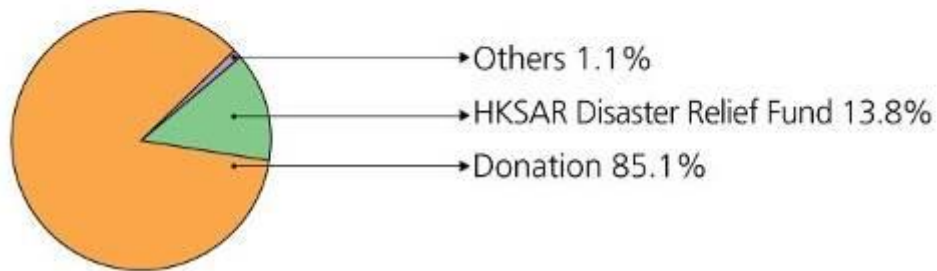 Others 1.1%
HKSAR Disaster Relief Fund 13.8%
Donation 85.1%